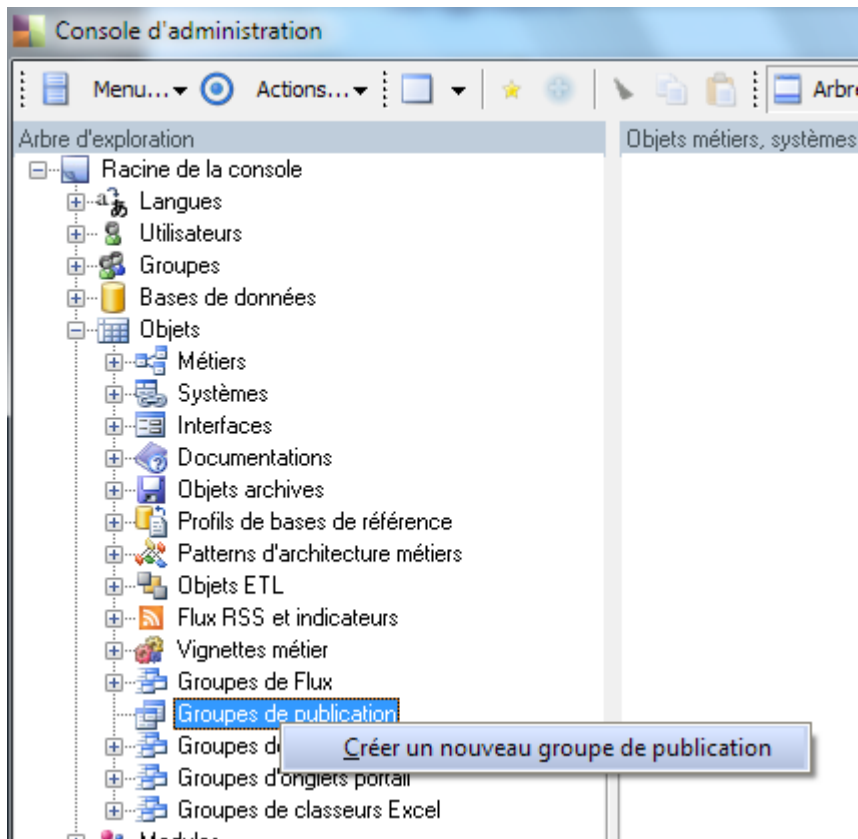 Console d'administration
Menu... Actions... Arbre
Arbre d'exploration
Objets métiers, systèmes
Racine de la console
Langues
Utilisateurs
Groupes
Bases de données
Objets
Métiers
Systèmes
Interfaces
Documentations
Objets archives
Profils de bases de référence
Patterns d'architecture métiers
Objets ETL
Flux RSS et indicateurs
Vignettes métier
Groupes de Flux
Groupes de publication
Créer un nouveau groupe de publication
Groupes d
Groupes d'onglets portail
Groupes de classeurs Excel
Modules